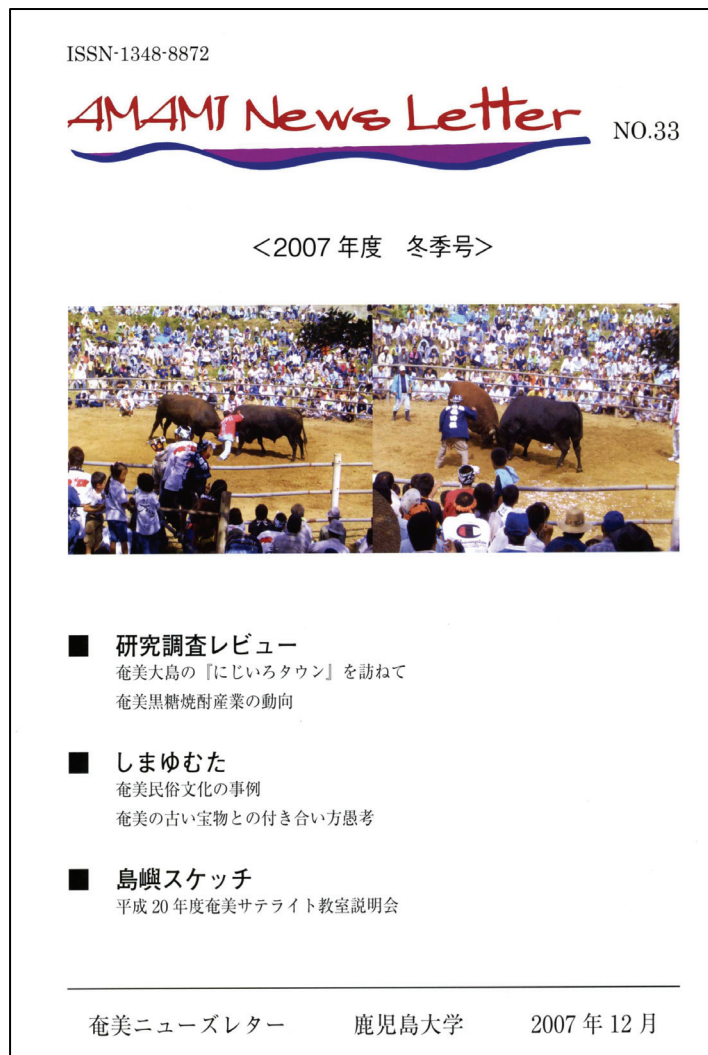 ISSN-1348-8872
AMAMI News Letter NO.33
<2007年度　冬季号>
■ 研究調査レビュー
奄美大島の『にじいろタウン』を訪ねて
奄美黒糖焼酎産業の動向
■ しまゆむた
奄美民俗文化の事例
奄美の古い宝物との付き合い方愚考
■ 島嶼スケッチ
平成20年度奄美サテライト教室説明会
奄美ニューズレター　鹿児島大学　2007年12月